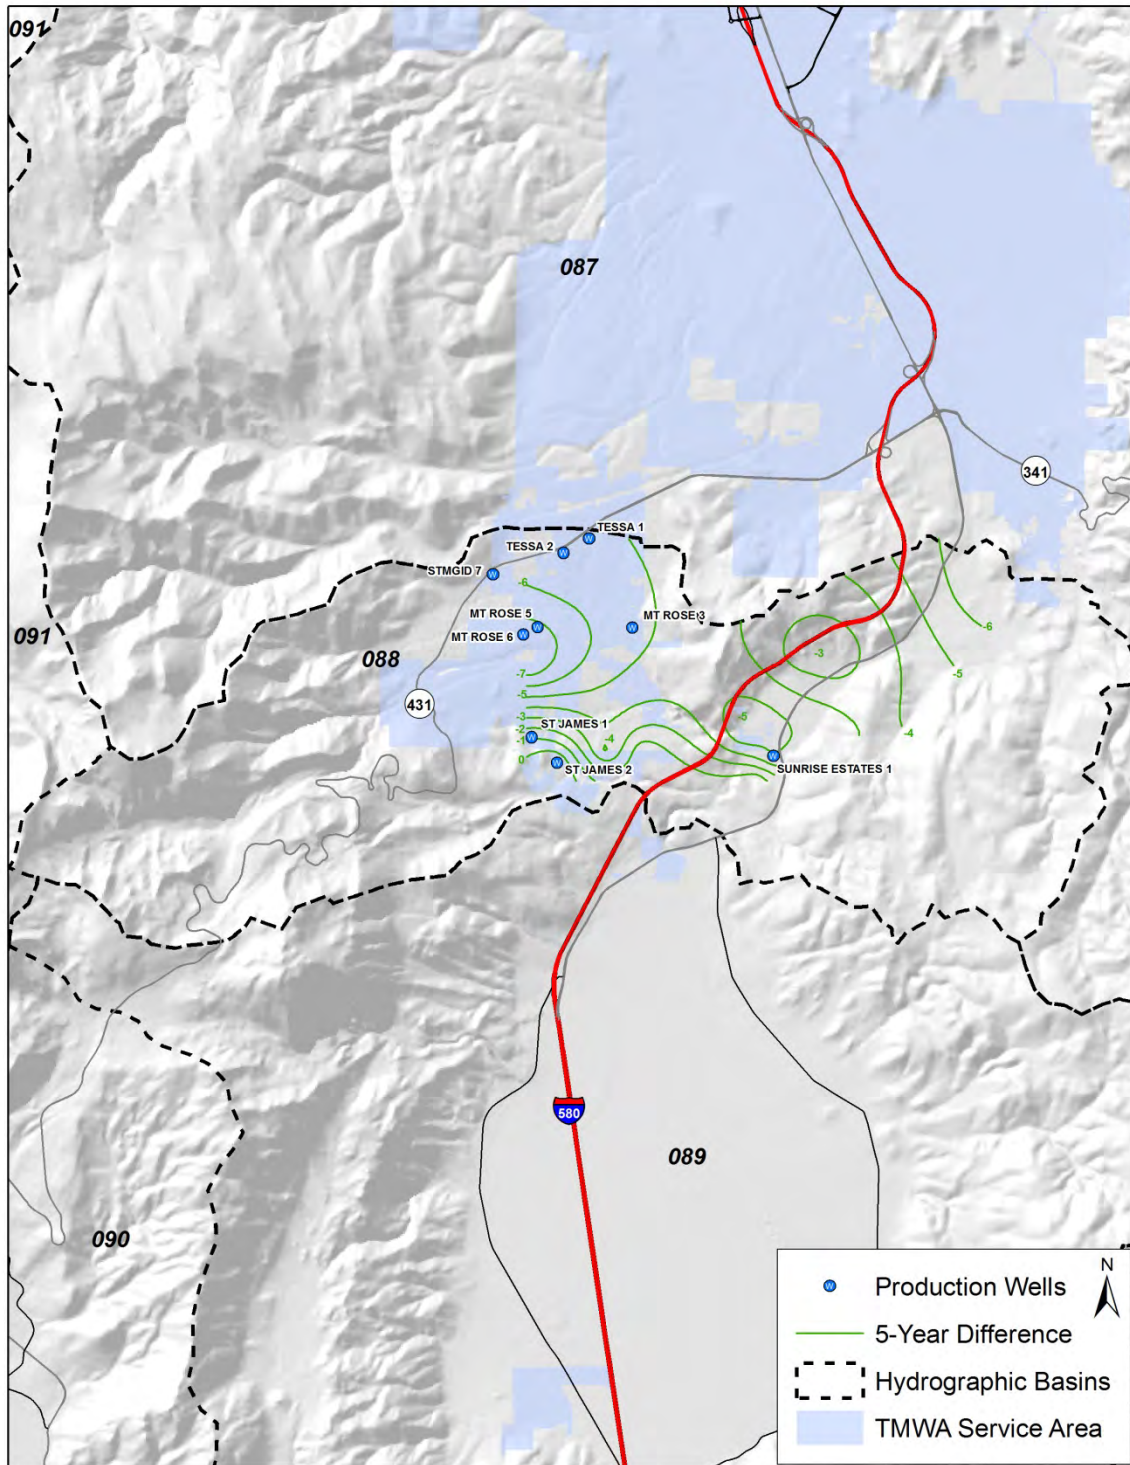 091
087
341
TESSA 1
TESSA 2
STMGID 7
-6
MT ROSE 5
MT ROSE 3
MT ROSE 6
091
088
-6
-3
-7
-5
-5
431
-3
-5
ST JAMES 1
-2
-4
-4
-1
0
ST JAMES 2
SUNRISE ESTATES 1
580
089
090
N
Production Wells
5-Year Difference
Hydrographic Basins
TMWA Service Area